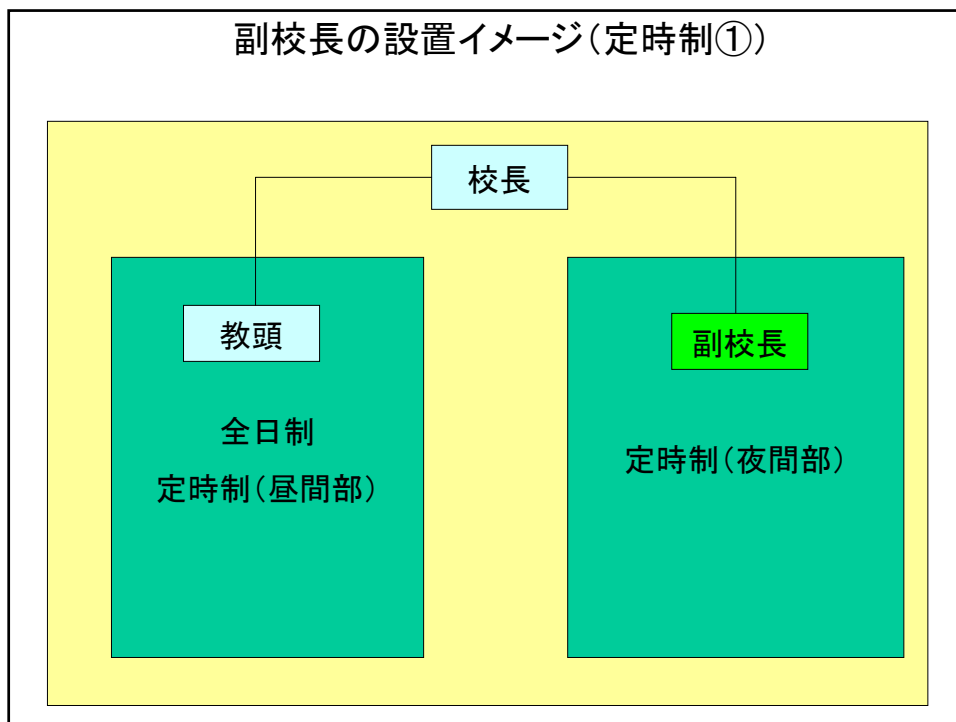 副校長の設置イメージ（定時制①）
校長
教頭
全日制
定時制（昼間部）
副校長
定時制（夜間部）